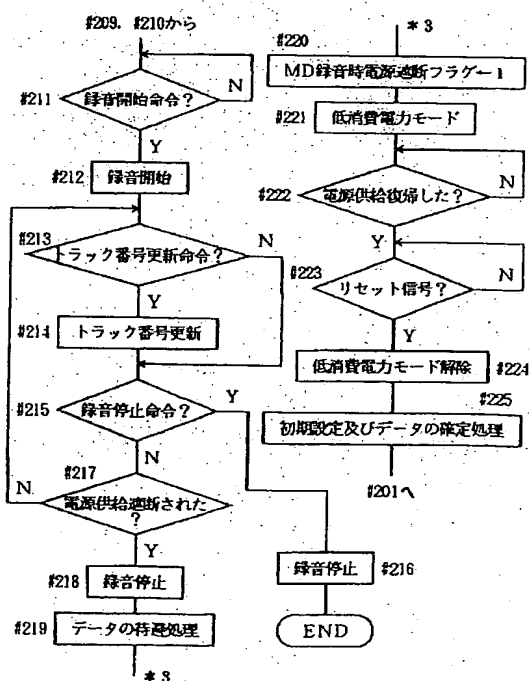 #209, #210から
#211
録音開始命令?
N
Y
#212
録音開始
#213
トラック番号更新命令?
N
Y
#214
トラック番号更新
#215
録音停止命令?
Y
N
#217
電源供給遮断された
?
N
Y
#218
録音停止
#219
データの待避処理
*3
*3
#220
MD録音時電源遮断フラグー1
#221
低消費電力モード
#222
電源供給復帰した?
N
Y
#223
リセット信号?
N
Y
低消費電力モード解除
#224
#225
初期設定及びデータの確定処理
#201へ
録音停止
#216
END